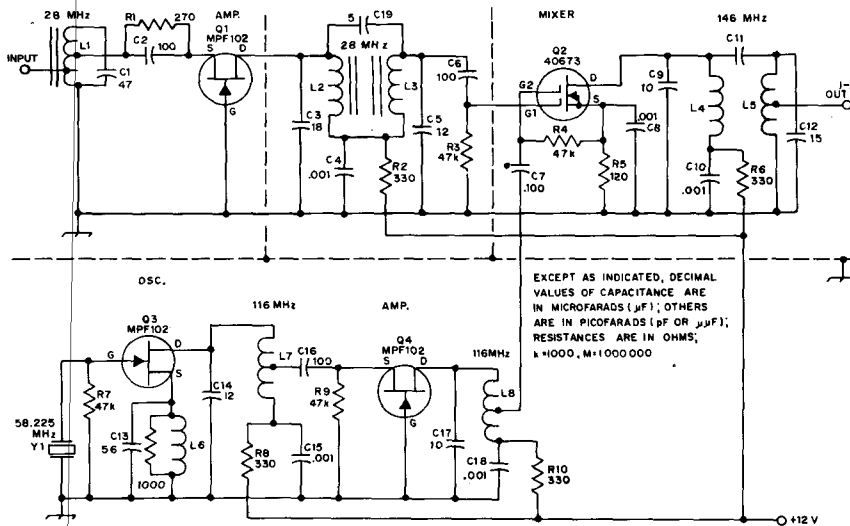 28 MHz
R1
270
C2
100
L1
C1
47
INPUT
AMP.
Q1
MPF102
S
D
G
5
C19
28 MHz
L2
L3
C3
18
C4
.001
R2
330
C5
12
C6
100
R3
47k
MIXER
Q2
40673
G2
G1
D
S
R4
47k
C7
.100
R5
120
.001
C8
C9
10
146 MHz
C11
L4
L5
OUT
C10
.001
R6
330
C12
15
EXCEPT AS INDICATED, DECIMAL
VALUES OF CAPACITANCE ARE
IN MICROFARADS (μF); OTHERS
ARE IN PICOFARADS (pF OR μμF);
RESISTANCES ARE IN OHMS;
k=1000, M=1000000
OSC.
Q3
MPF102
G
D
S
R7
47k
58.225
MHz
Y1
C13
56
L6
1000
C14
12
116 MHz
L7
C16
100
R8
330
C15
.001
R9
47k
AMP.
Q4
MPF102
S
D
G
C17
10
116MHz
L8
C18
.001
R10
330
+12 V